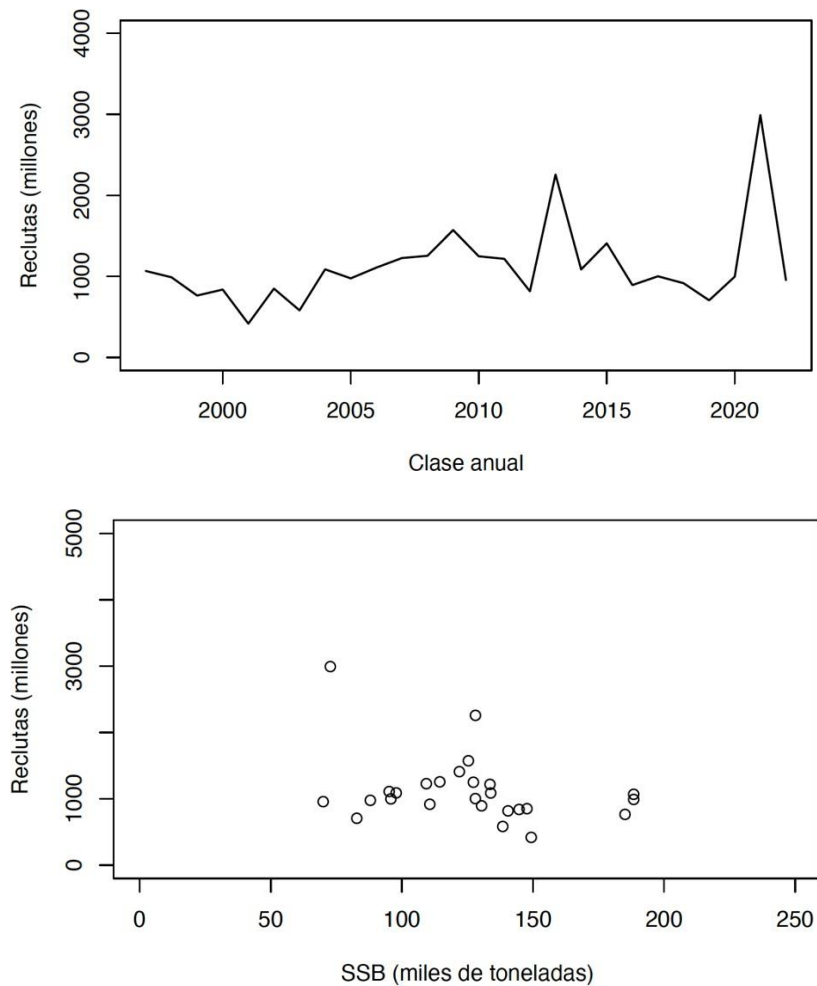 4000
3000
2000
1000
0
Reclutas (millones)
2000 2005 2010 2015 2020
Clase anual
5000
3000
1000
0
Reclutas (millones)
0 50 100 150 200 250
SSB (miles de toneladas)